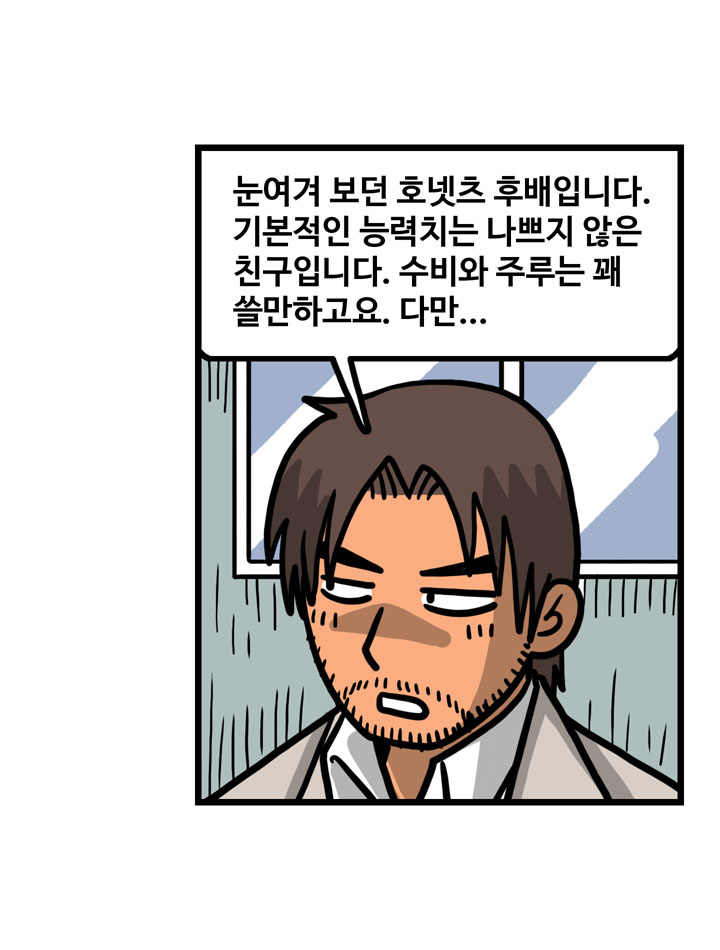 눈여겨 보던 호넷츠 후배입니다.
기본적인 능력치는 나쁘지 않은
친구입니다. 수비와 주루는 꽤
쓸만하고요. 다만...